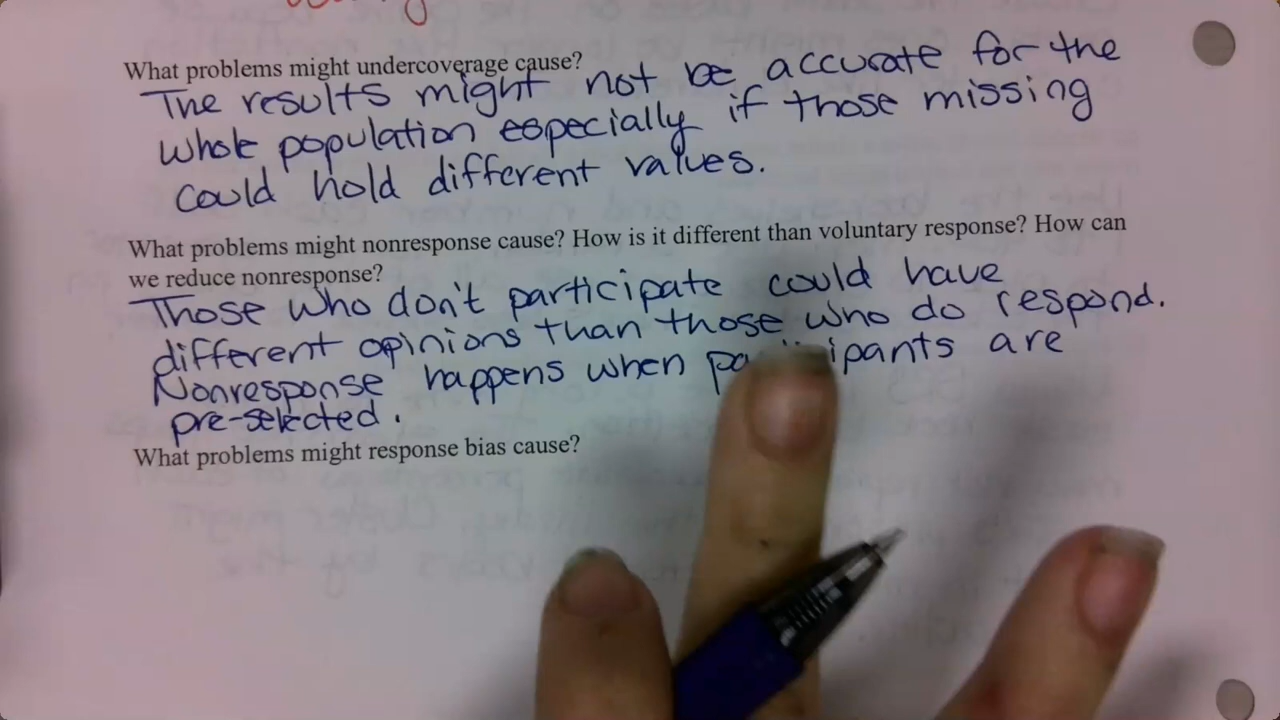 What problems might undercoverage cause?
The results might not be accurate for the
whole population especially if those missing
could hold different values.
What problems might nonresponse cause? How is it different than voluntary response? How can
we reduce nonresponse?
Those who don't participate could have
different opinions than those who do respond.
Nonresponse happens when participants are
pre-selected.
What problems might response bias cause?